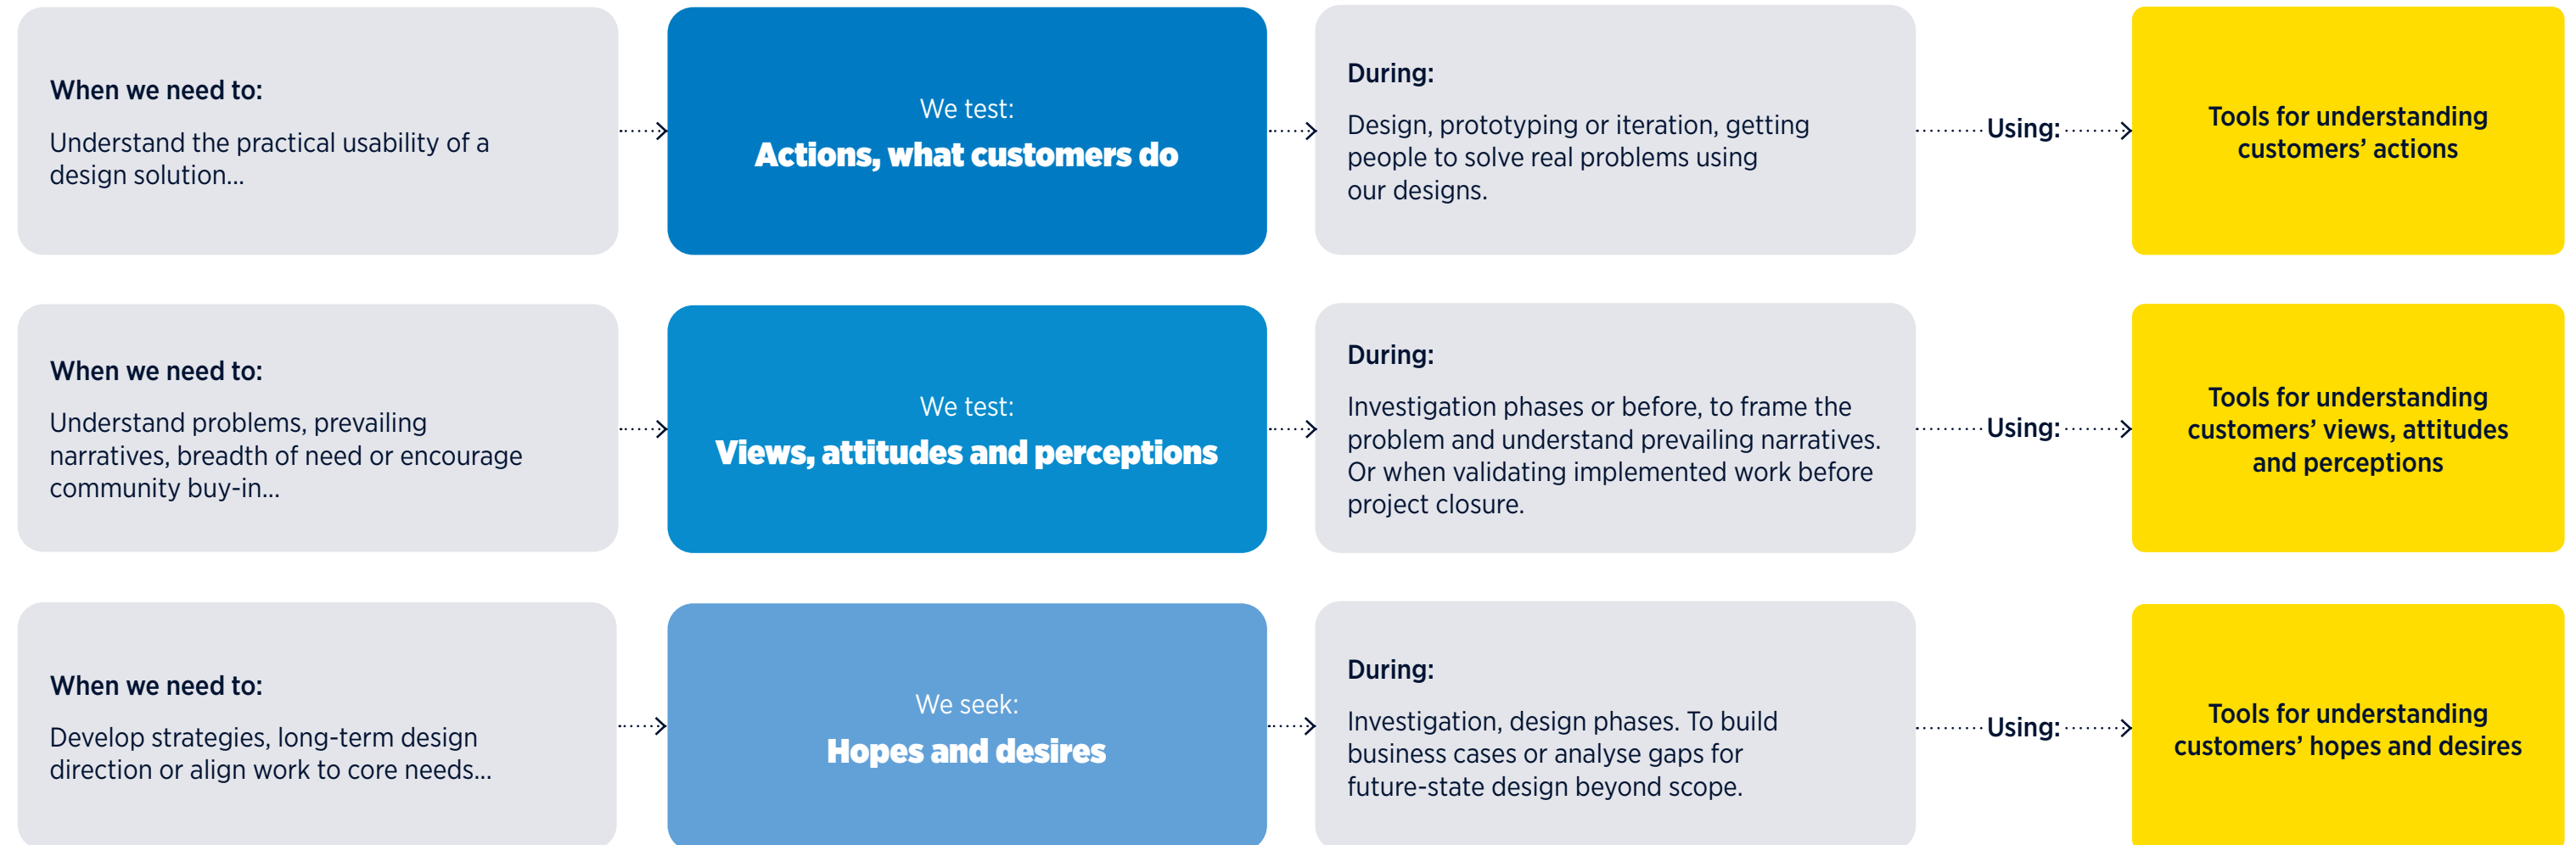 When we need to:
Understand the practical usability of a
design solution...
We test:
Actions, what customers do
During:
Design, prototyping or iteration, getting
people to solve real problems using
our designs.
Using:
Tools for understanding
customers’ actions
When we need to:
Understand problems, prevailing
narratives, breadth of need or encourage
community buy-in...
We test:
Views, attitudes and perceptions
During:
Investigation phases or before, to frame the
problem and understand prevailing narratives.
Or when validating implemented work before
project closure.
Using:
Tools for understanding
customers’ views, attitudes
and perceptions
When we need to:
Develop strategies, long-term design
direction or align work to core needs...
We seek:
Hopes and desires
During:
Investigation, design phases. To build
business cases or analyse gaps for
future-state design beyond scope.
Using:
Tools for understanding
customers’ hopes and desires